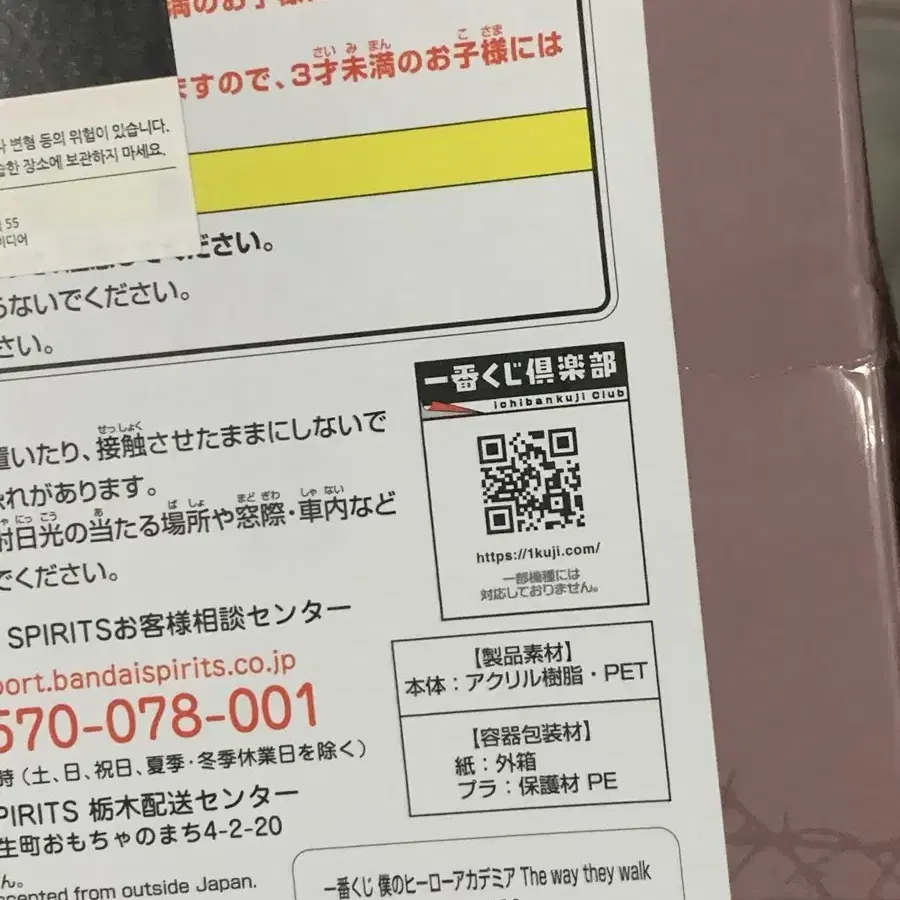 満のお子様
ますので、3才未満のお子様には
변형 등의 위험이 있습니다.
한 장소에 보관하지 마세요.
55
미디어
ださい。
らないでください。
さい。
一番くじ倶楽部
ichibankuji Club
https://1kuji.com/
一部機種には
対応しておりません。
置いたり、接触させたままにしないで
れがあります。
射日光の当たる場所や窓際・車内など
でください。
SPIRITSお客様相談センター
port.bandaispirits.co.jp
570-078-001
時（土、日、祝日、夏季・冬季休業日を除く）
SPIRITS 栃木配送センター
生町おもちゃのまち4-2-20
ん。
accepted from outside Japan.
【製品素材】
本体：アクリル樹脂・PET
【容器包装材】
紙：外箱
プラ：保護材 PE
一番くじ 僕のヒーローアカデミア The way they walk